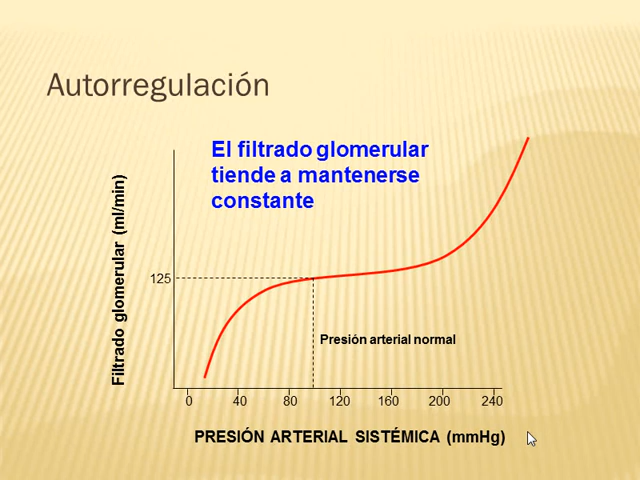 Autorregulación
El filtrado glomerular
tiende a mantenerse
constante
Filtrado glomerular (ml/min)
125
Presión arterial normal
0 40 80 120 160 200 240
PRESIÓN ARTERIAL SISTÉMICA (mmHg)